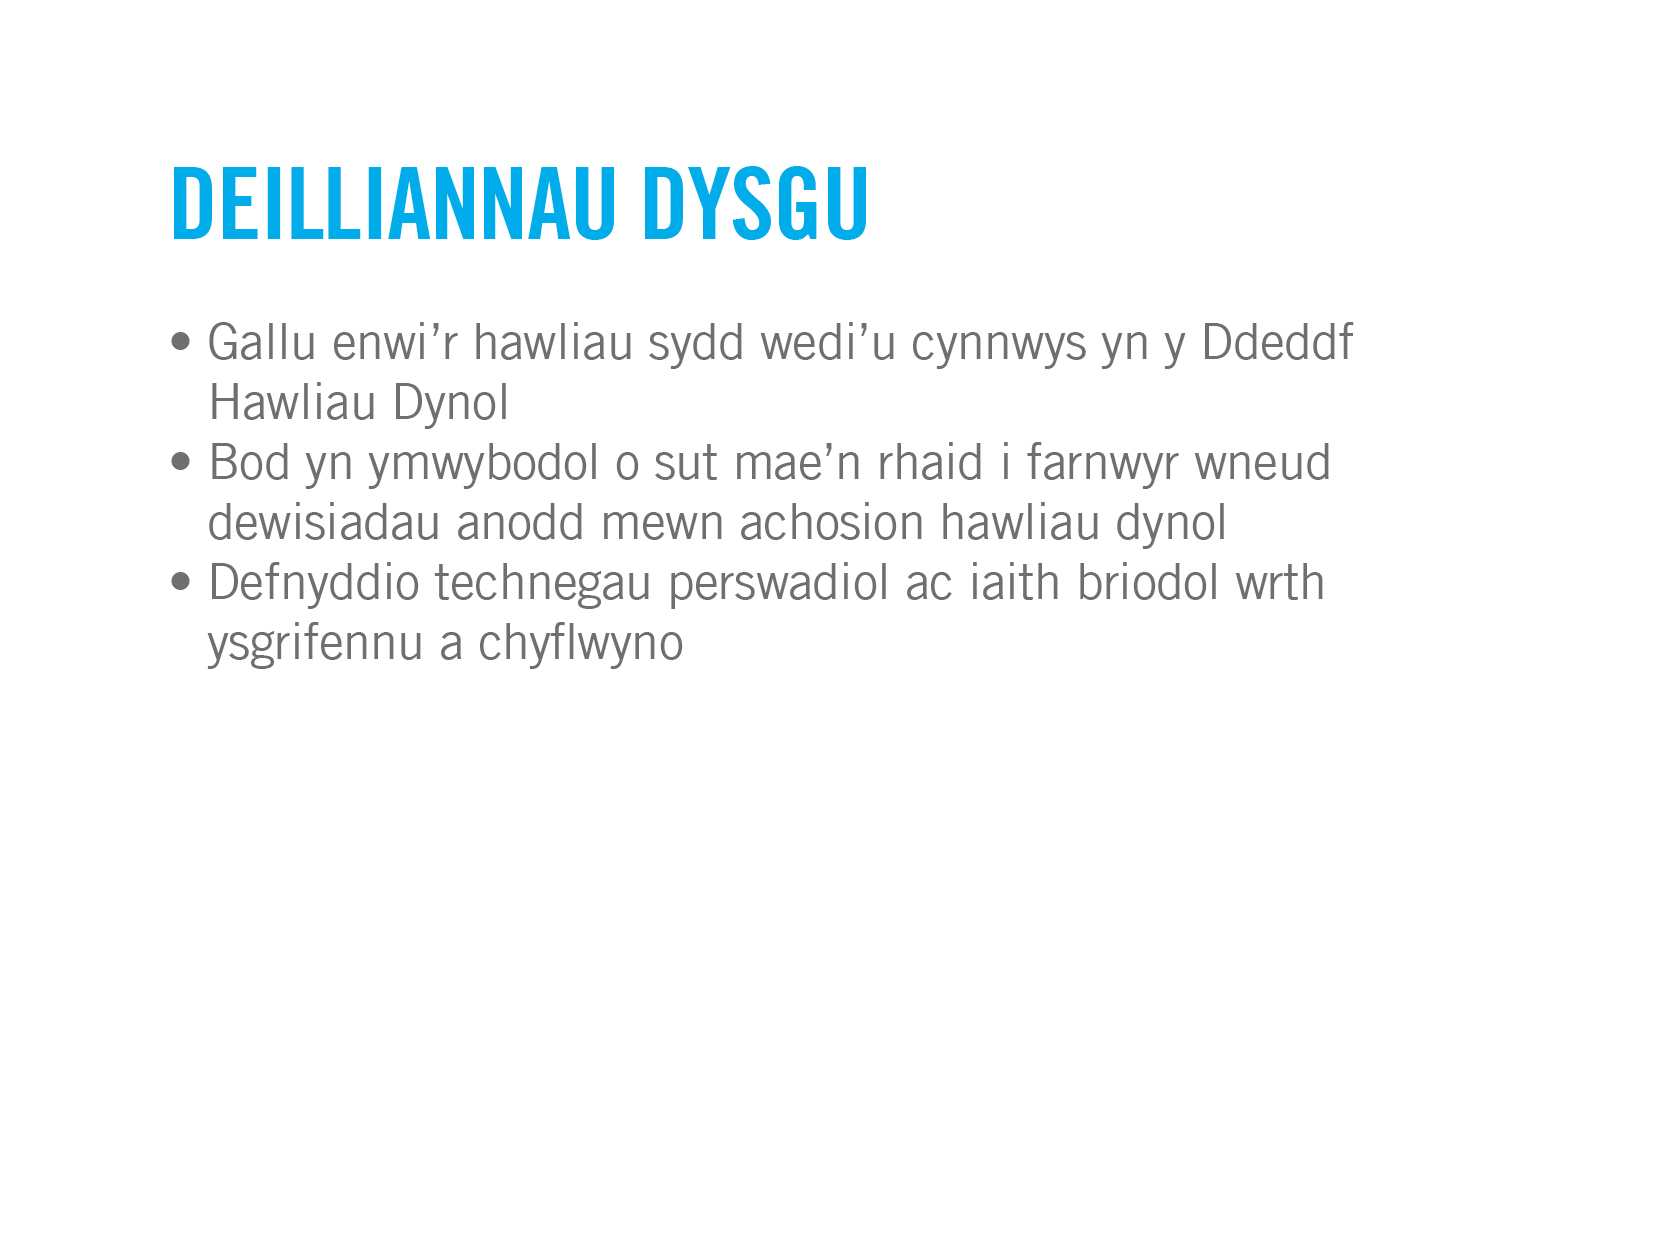 DEILLIANNAU DYSGU
• Gallu enwi’r hawliau sydd wedi’u cynnwys yn y Ddeddf
Hawliau Dynol
• Bod yn ymwybodol o sut mae’n rhaid i farnwyr wneud
dewisiadau anodd mewn achosion hawliau dynol
• Defnyddio technegau perswadiol ac iaith briodol wrth
ysgrifennu a chyflwyno